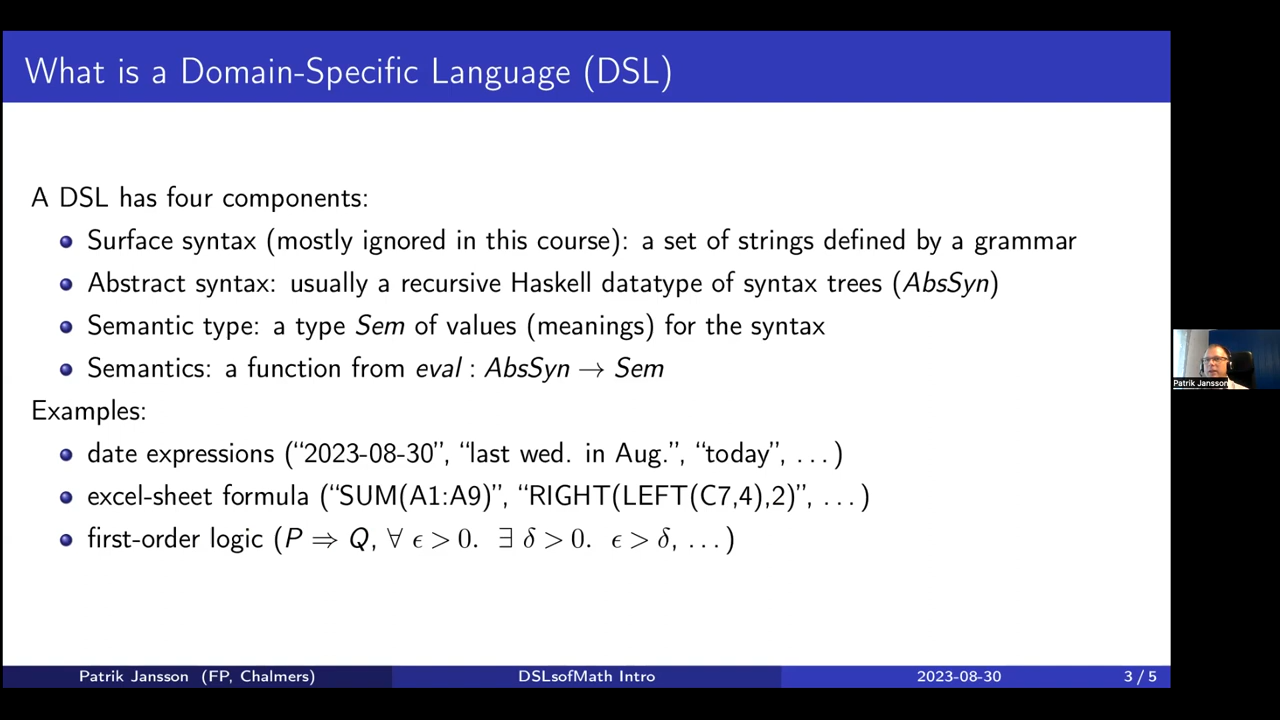 What is a Domain-Specific Language (DSL)
A DSL has four components:
Surface syntax (mostly ignored in this course): a set of strings defined by a grammar
Abstract syntax: usually a recursive Haskell datatype of syntax trees (AbsSyn)
Semantic type: a type Sem of values (meanings) for the syntax
Semantics: a function from eval : AbsSyn → Sem
Examples:
date expressions (“2023-08-30”, “last wed. in Aug.”, “today”, ...)
excel-sheet formula (“SUM(A1:A9)”, “RIGHT(LEFT(C7,4),2)”, ...)
first-order logic (P ⇒ Q, ∀ ϵ > 0. ∃ δ > 0. ϵ > δ, ...)
Patrik Jansson
Patrik Jansson (FP, Chalmers) DSLsofMath Intro 2023-08-30 3 / 5